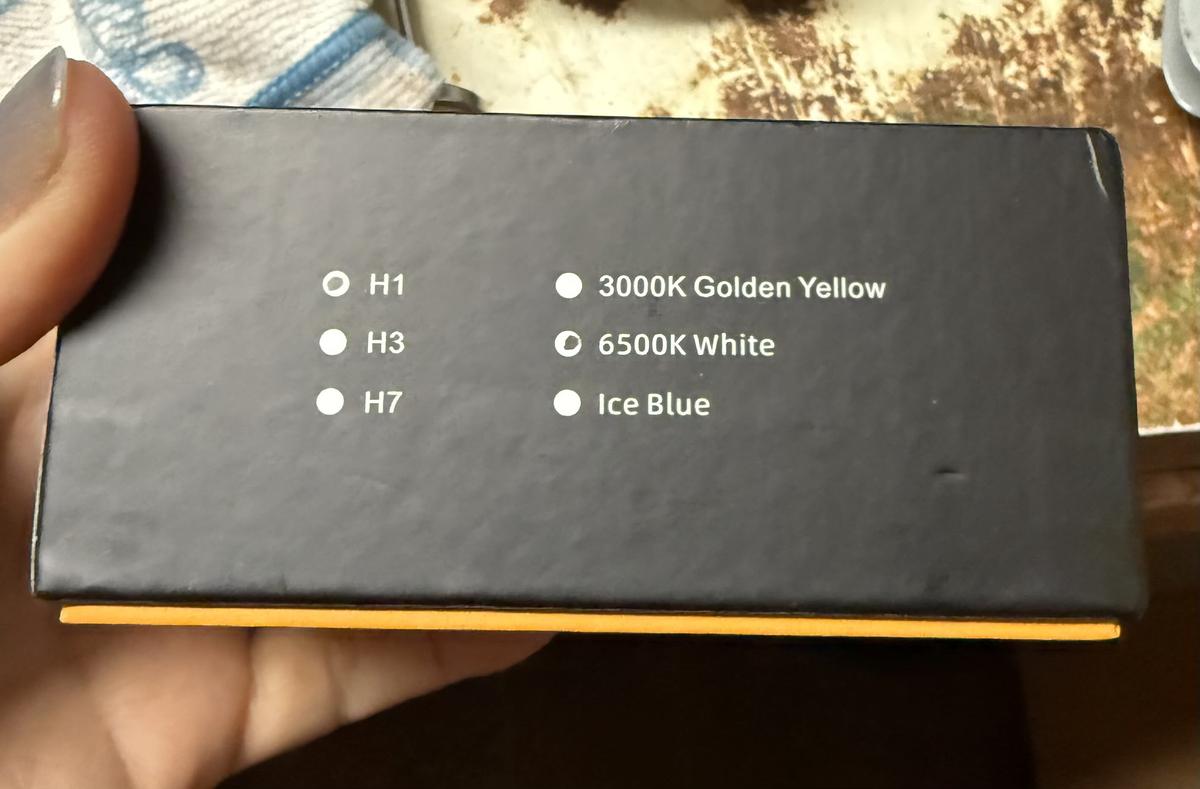 H1 3000K Golden Yellow
H3 6500K White
H7 Ice Blue